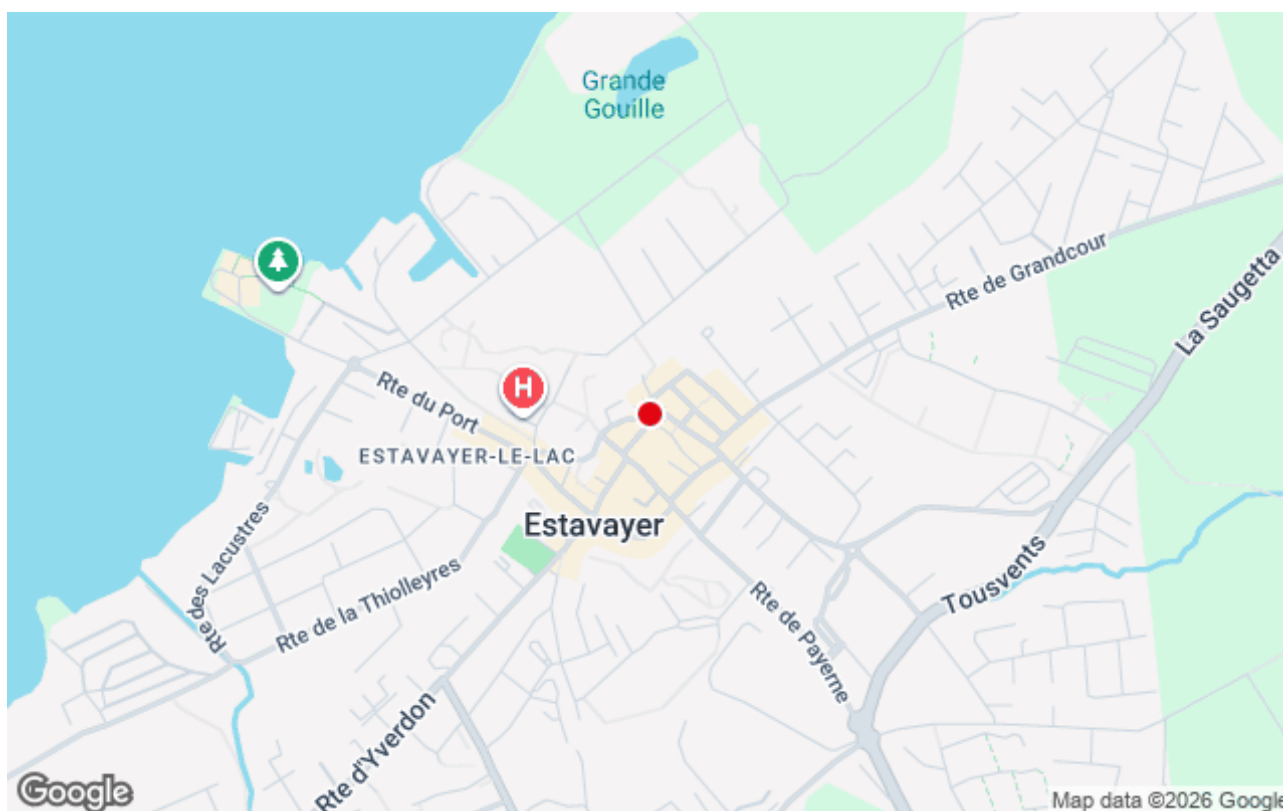 Grande
Gouille
Rte de Grandcour
La Saugetta
H
Rte du Port
ESTAVAYER-LE-LAC
Estavayer
Rte des Lacustres
Rte de la Thiolleyres
Tousvents
Rte de Payerne
Rte d'Yverdon
Google
Map data ©2026 Google